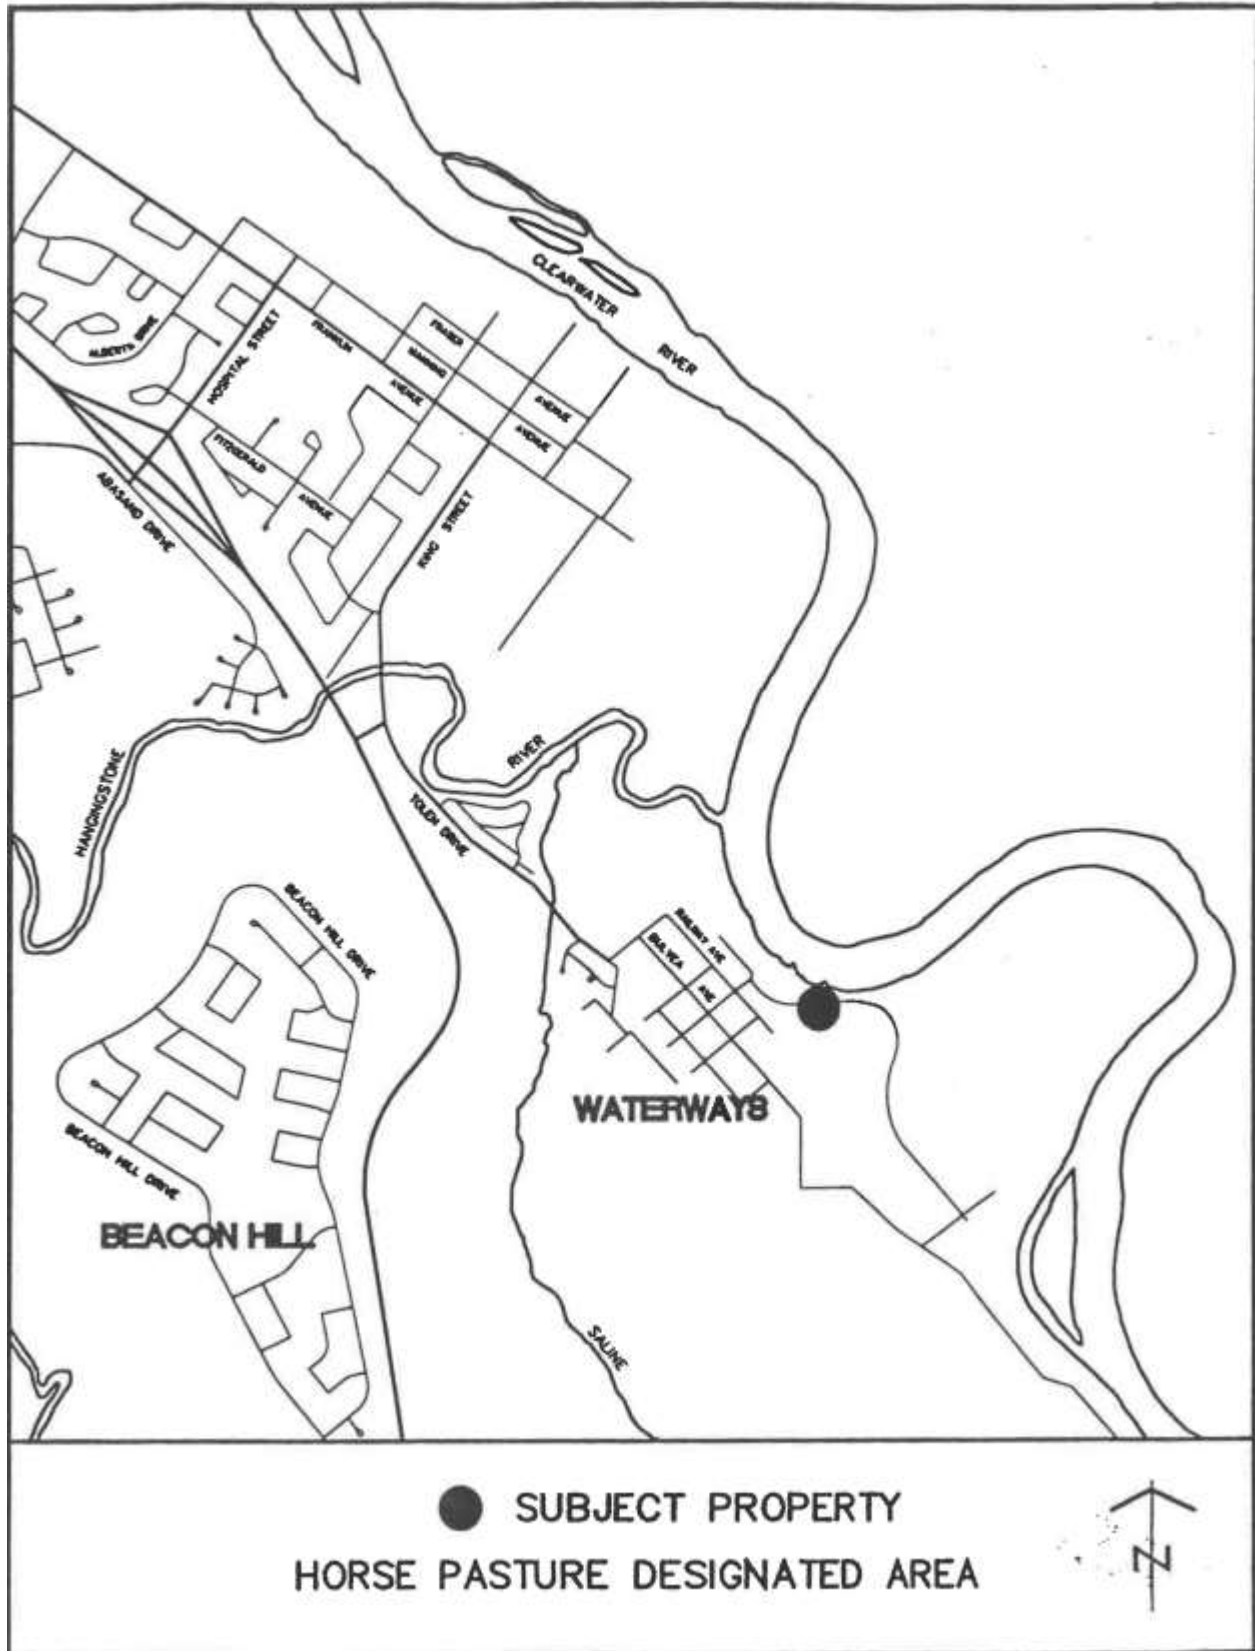 CLEARWATER
RIVER
FRASER
AVENUE
MANNING
AVENUE
FRANKLIN
AVENUE
HOSPITAL STREET
ALBERTA DRIVE
FITZGERALD
AVENUE
KING STREET
ABASAND DRIVE
HANGINGSTONE
RIVER
TOLEN DRIVE
BEACON HILL DRIVE
RAILWAY AVE
BULYEA
AVE
WATERWAYS
BEACON HILL DRIVE
BEACON HILL
SALINE
SUBJECT PROPERTY
HORSE PASTURE DESIGNATED AREA
N